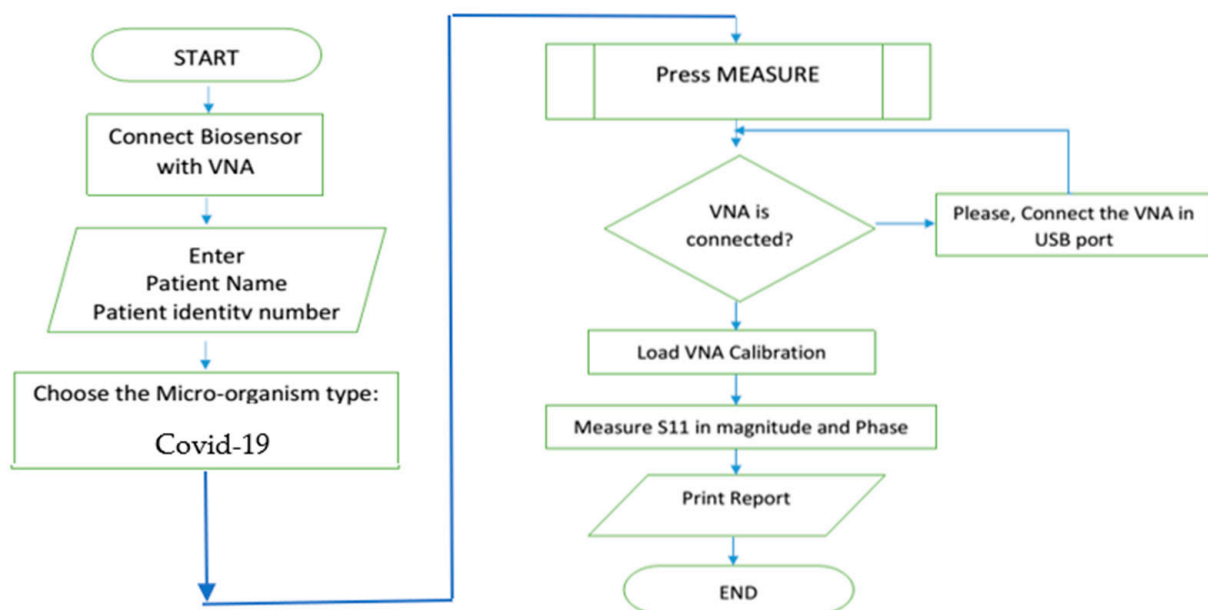 START
Connect Biosensor
with VNA
Enter
Patient Name
Patient identity number
Choose the Micro-organism type:
Covid-19
Press MEASURE
VNA is
connected?
Please, Connect the VNA in
USB port
Load VNA Calibration
Measure S11 in magnitude and Phase
Print Report
END